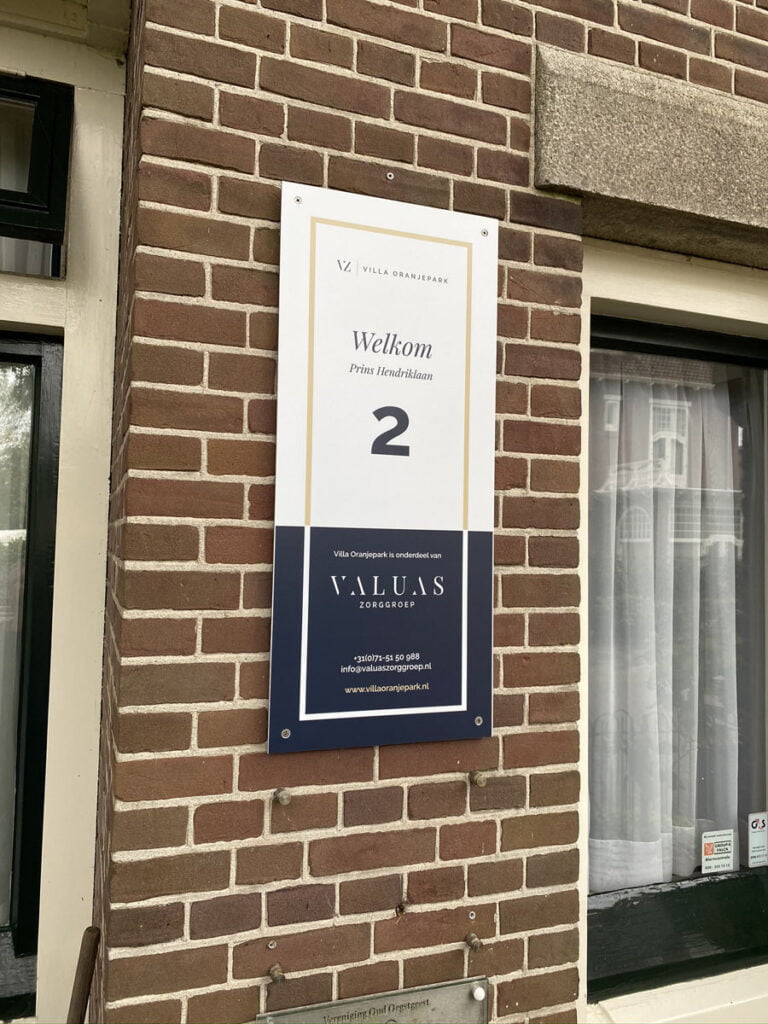 VZ | VILLA ORANJEPARK
Welkom
Prins Hendriklaan
2
Villa Oranjepark is onderdeel van
VALUAS
ZORGGROEP
+31(0)71-51 50 988
info@valuaszorggroep.nl
www.villaoranjepark.nl
G4S
Vereniging Oud Oegstgeest